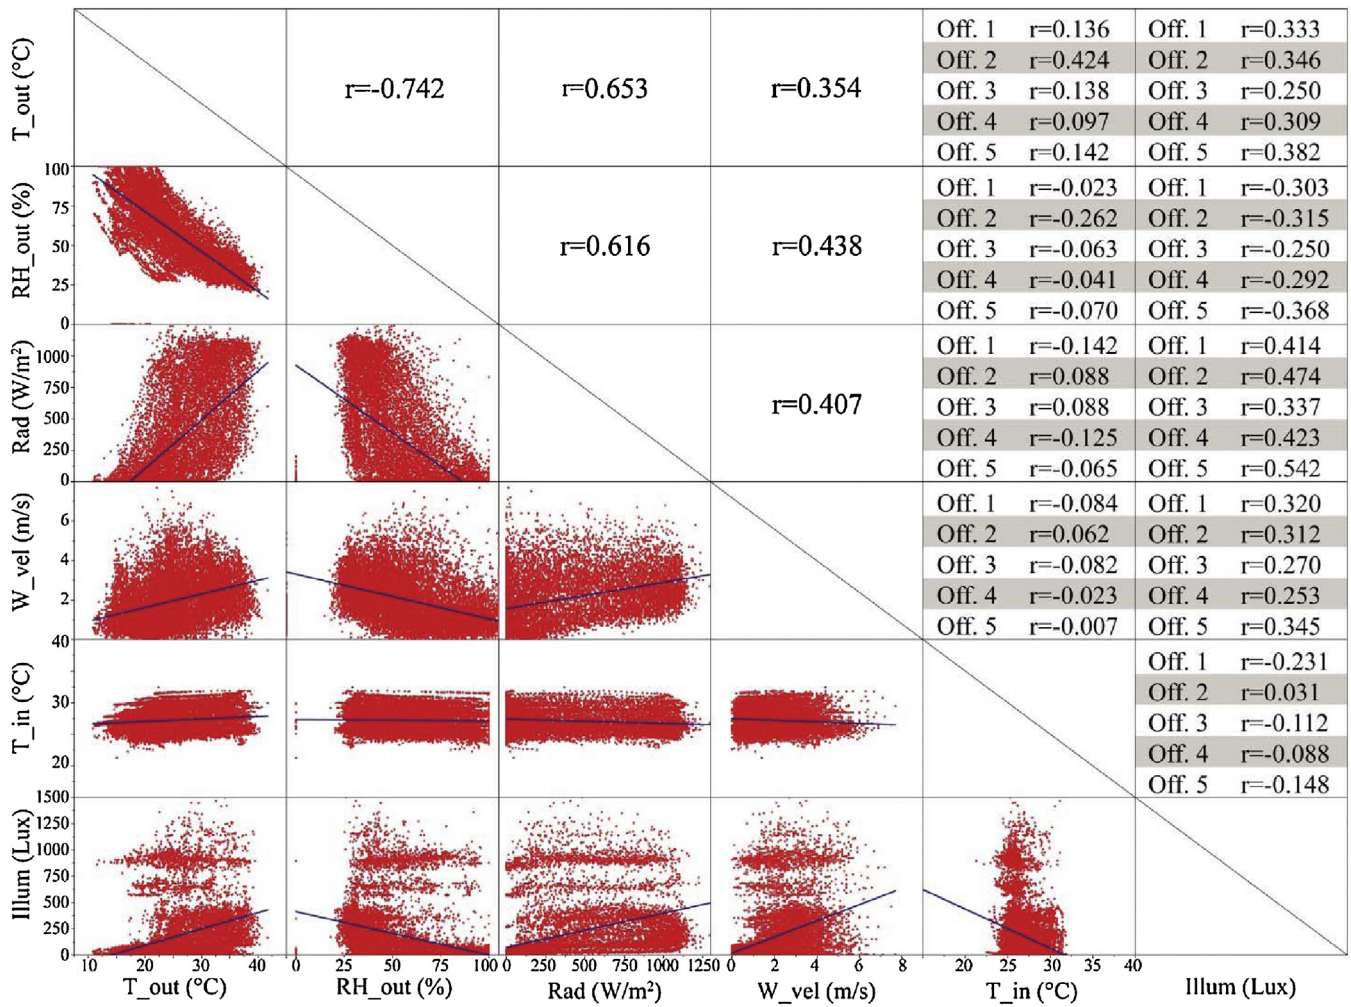 T_out (°C)
r=-0.742
r=0.653
r=0.354
Off. 1 r=0.136
Off. 2 r=0.424
Off. 3 r=0.138
Off. 4 r=0.097
Off. 5 r=0.142
Off. 1 r=0.333
Off. 2 r=0.346
Off. 3 r=0.250
Off. 4 r=0.309
Off. 5 r=0.382
RH_out (%)
100
75
50
25
0
r=0.616
r=0.438
Off. 1 r=-0.023
Off. 2 r=-0.262
Off. 3 r=-0.063
Off. 4 r=-0.041
Off. 5 r=-0.070
Off. 1 r=-0.303
Off. 2 r=-0.315
Off. 3 r=-0.250
Off. 4 r=-0.292
Off. 5 r=-0.368
Rad (W/m²)
1000
750
500
250
0
r=0.407
Off. 1 r=-0.142
Off. 2 r=0.088
Off. 3 r=0.088
Off. 4 r=-0.125
Off. 5 r=-0.065
Off. 1 r=0.414
Off. 2 r=0.474
Off. 3 r=0.337
Off. 4 r=0.423
Off. 5 r=0.542
W_vel (m/s)
6
4
2
Off. 1 r=-0.084
Off. 2 r=0.062
Off. 3 r=-0.082
Off. 4 r=-0.023
Off. 5 r=-0.007
Off. 1 r=0.320
Off. 2 r=0.312
Off. 3 r=0.270
Off. 4 r=0.253
Off. 5 r=0.345
T_in (°C)
40
30
20
Off. 1 r=-0.231
Off. 2 r=0.031
Off. 3 r=-0.112
Off. 4 r=-0.088
Off. 5 r=-0.148
Illum (Lux)
1500
1250
1000
750
500
250
0
10 20 30 40
0 25 50 75 100
0 250 500 750 1000 1250
0 2 4 6 8
20 25 30 35 40
T_out (°C)
RH_out (%)
Rad (W/m²)
W_vel (m/s)
T_in (°C)
Illum (Lux)